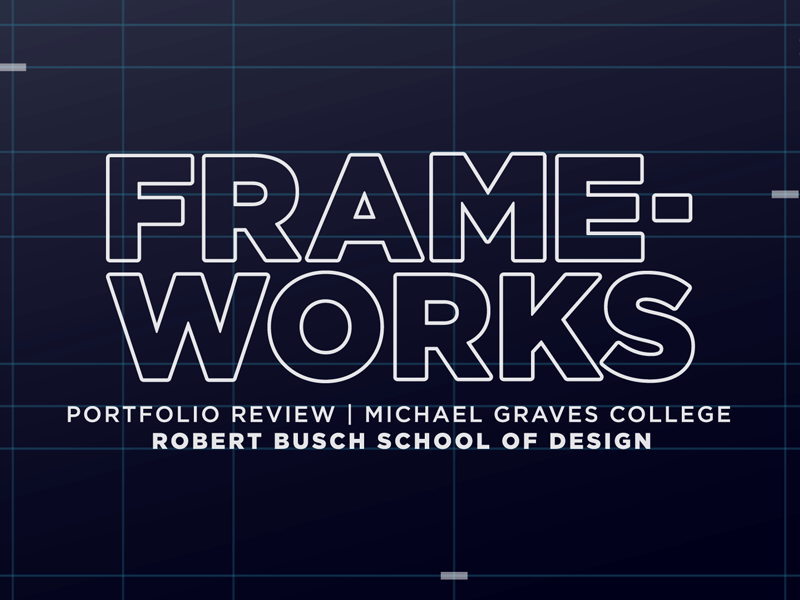 FRAME-
WORKS
PORTFOLIO REVIEW | MICHAEL GRAVES COLLEGE
ROBERT BUSCH SCHOOL OF DESIGN